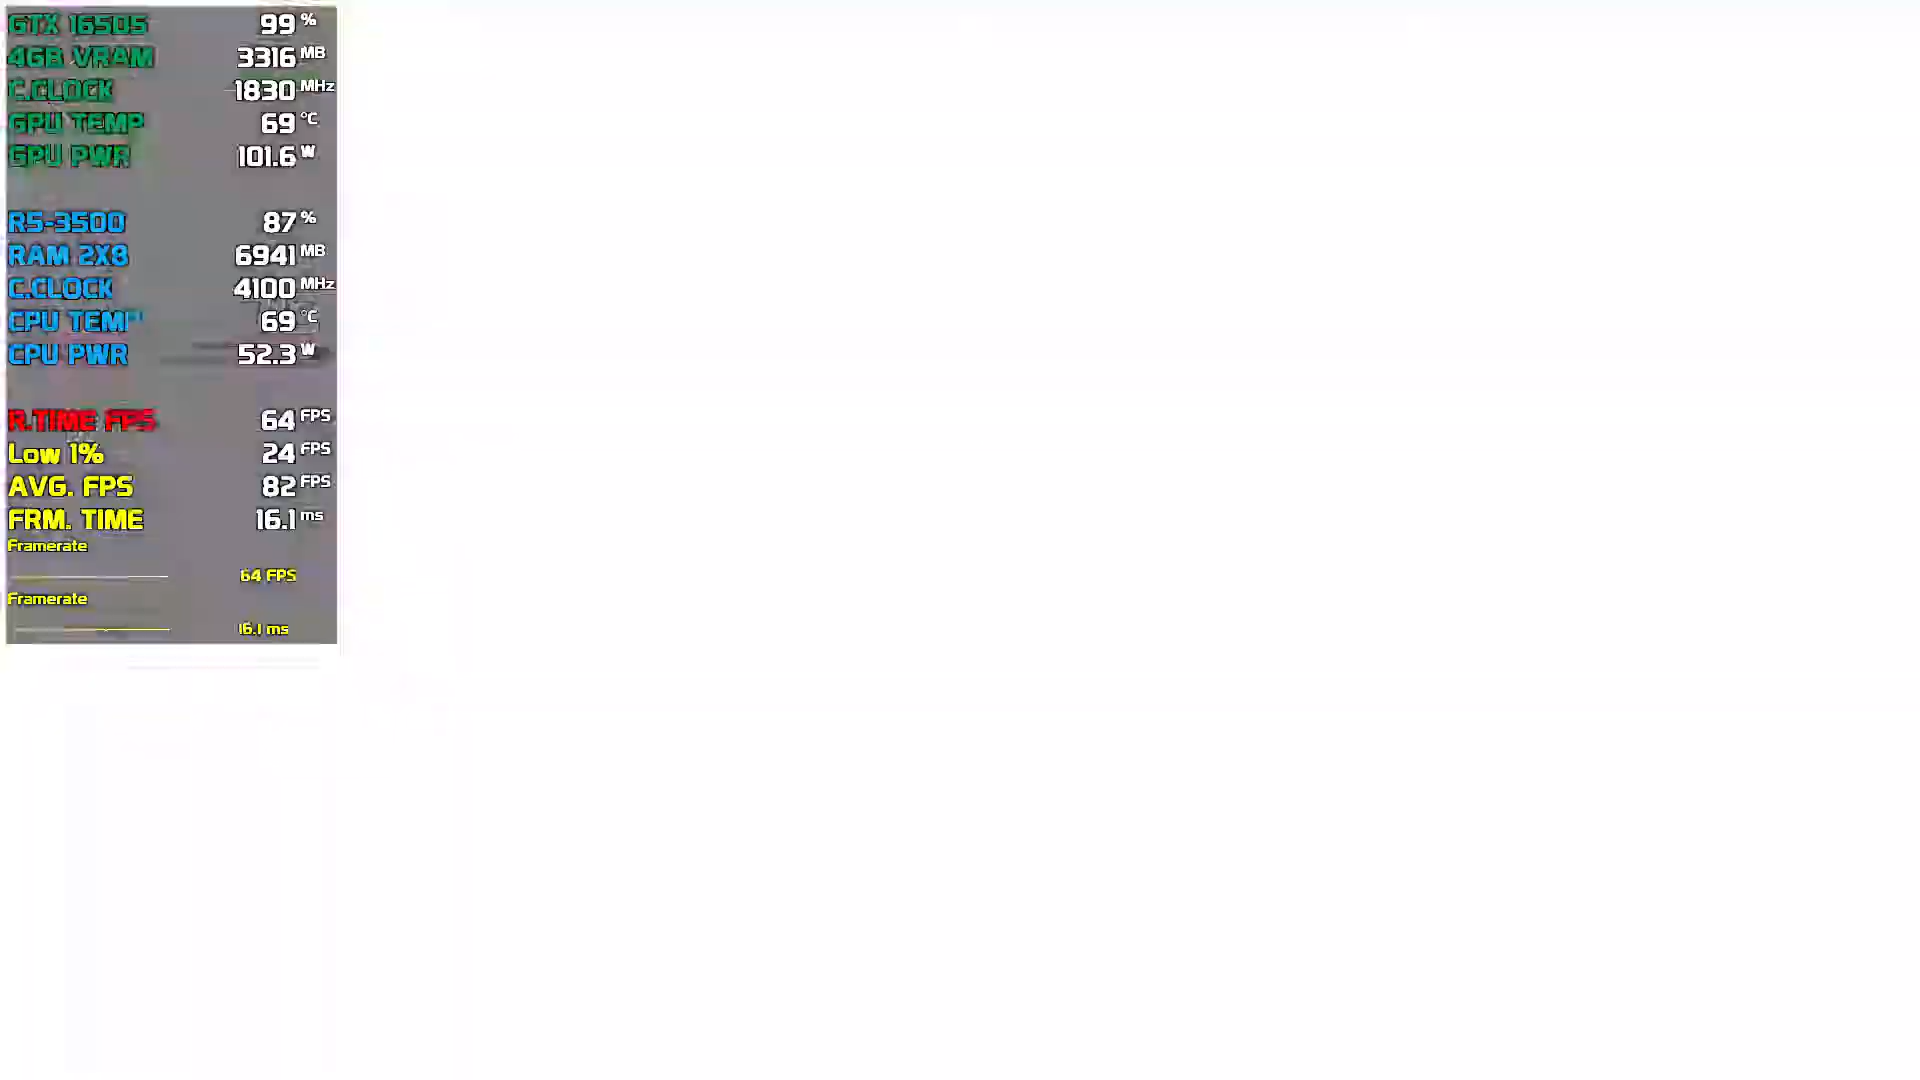 GTX 1650S 99 %
4GB VRAM 3316 MB
C.CLOCK 1830 MHz
GPU TEMP 69 °C
GPU PWR 101.6 W
R5-3500 87 %
RAM 2X8 6941 MB
C.CLOCK 4100 MHz
CPU TEMP 69 °C
CPU PWR 52.3 W
R.TIME FPS 64 FPS
Low 1% 24 FPS
AVG. FPS 82 FPS
FRM. TIME 16.1 ms
Framerate
64 FPS
Framerate
16.1 ms